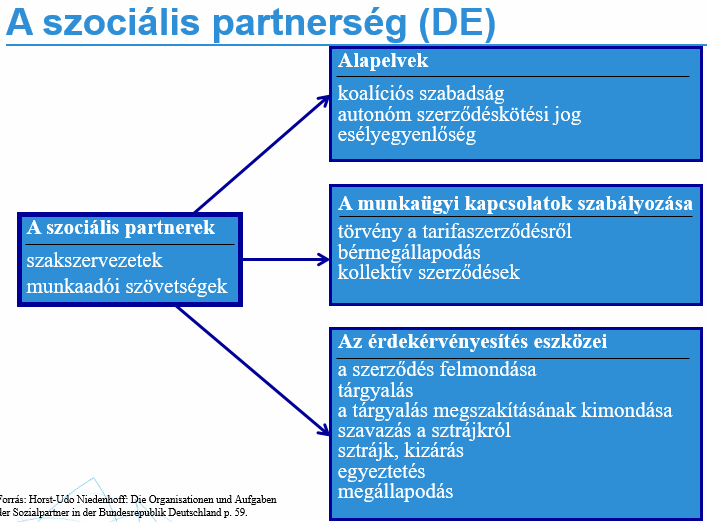 A szociális partnerség (DE)
Alapelvek
koalíciós szabadság
autonóm szerződéskötési jog
esélyegyenlőség
A szociális partnerek
szakszervezetek
munkaadói szövetségek
A munkaügyi kapcsolatok szabályozása
törvény a tarifaszerződésről
bérmegállapodás
kollektív szerződések
Az érdekérvényesítés eszközei
a szerződés felmondása
tárgyalás
a tárgyalás megszakításának kimondása
szavazás a sztrájkról
sztrájk, kizárás
egyeztetés
megállapodás
Forrás: Horst-Udo Niedenhoff: Die Organisationen und Aufgaben
der Sozialpartner in der Bundesrepublik Deutschland p. 59.